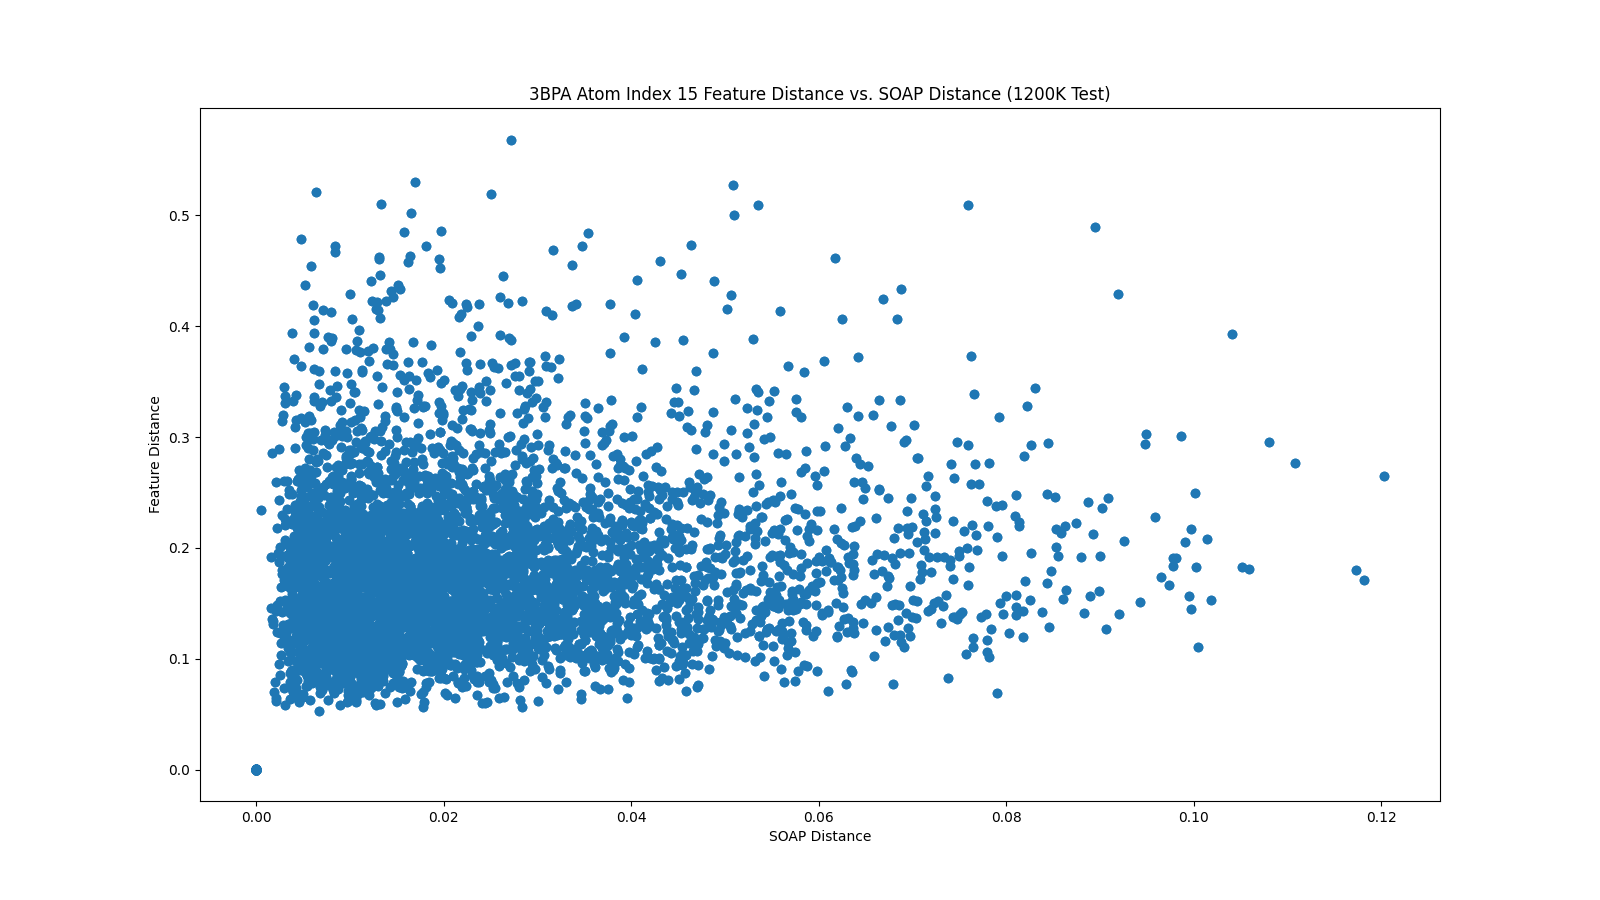 3BPA Atom Index 15 Feature Distance vs. SOAP Distance (1200K Test)
0.5
0.4
0.3
0.2
0.1
0.0
Feature Distance
0.00 0.02 0.04 0.06 0.08 0.10 0.12
SOAP Distance